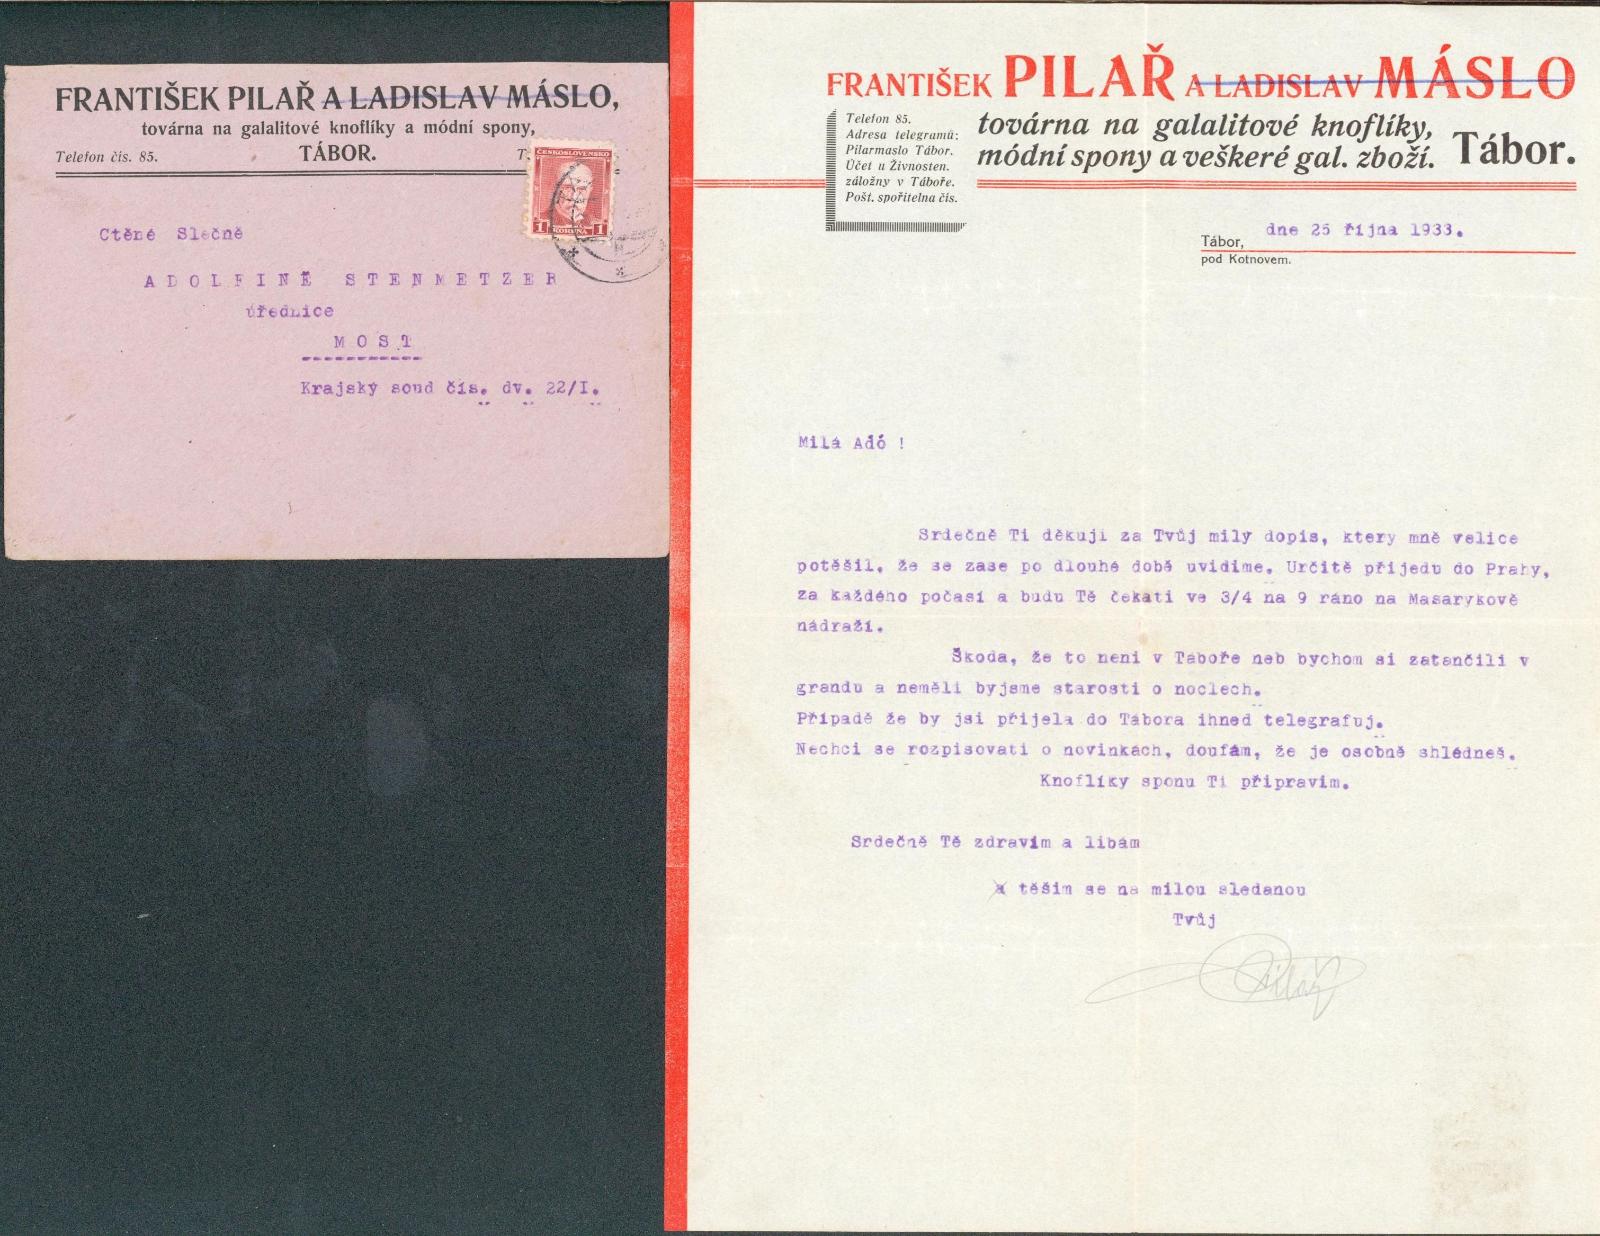 FRANTIŠEK PILAŘ A LADISLAV MÁSLO,
továrna na galalitové knoflíky a módní spony,
Telefon čís. 85. TÁBOR.
ČESKOSLOVENSKO
1 KORUNA 1
Ctěné Slečně
ADOLFINĚ STENMETZER
úřednice
MOST
Krajský soud čís. dv. 22/I.
FRANTIŠEK PILAŘ A LADISLAV MÁSLO
továrna na galalitové knoflíky,
módní spony a veškeré gal. zboží. Tábor.
Telefon 85.
Adresa telegramů:
Pilarmaslo Tábor.
Účet u Živnosten.
záložny v Táboře.
Pošt. spořitelna čís.
Tábor, dne 25 října 1933.
pod Kotnovem.
Milá Adó !
Srdečně Ti děkuji za Tvůj milý dopis, ktery mně velice
potěšil, že se zase po dlouhé době uvidíme. Určitě přijedu do Prahy,
za každého počasí a budu Tě čekati ve 3/4 na 9 ráno na Masarykově
nádraží.
Škoda, že to neni v Táboře neb bychom si zatančili v
grandu a neměli byjsme starosti o noclech.
Případě že by jsi přijela do Tábora ihned telegrafuj.
Nechci se rozpisovati o novinkách, doufám, že je osobně shlédneš.
Knoflíky sponu Ti připravim.
Srdečně Tě zdravím a líbám
a těším se na milou sledanou
Tvůj
Pilař